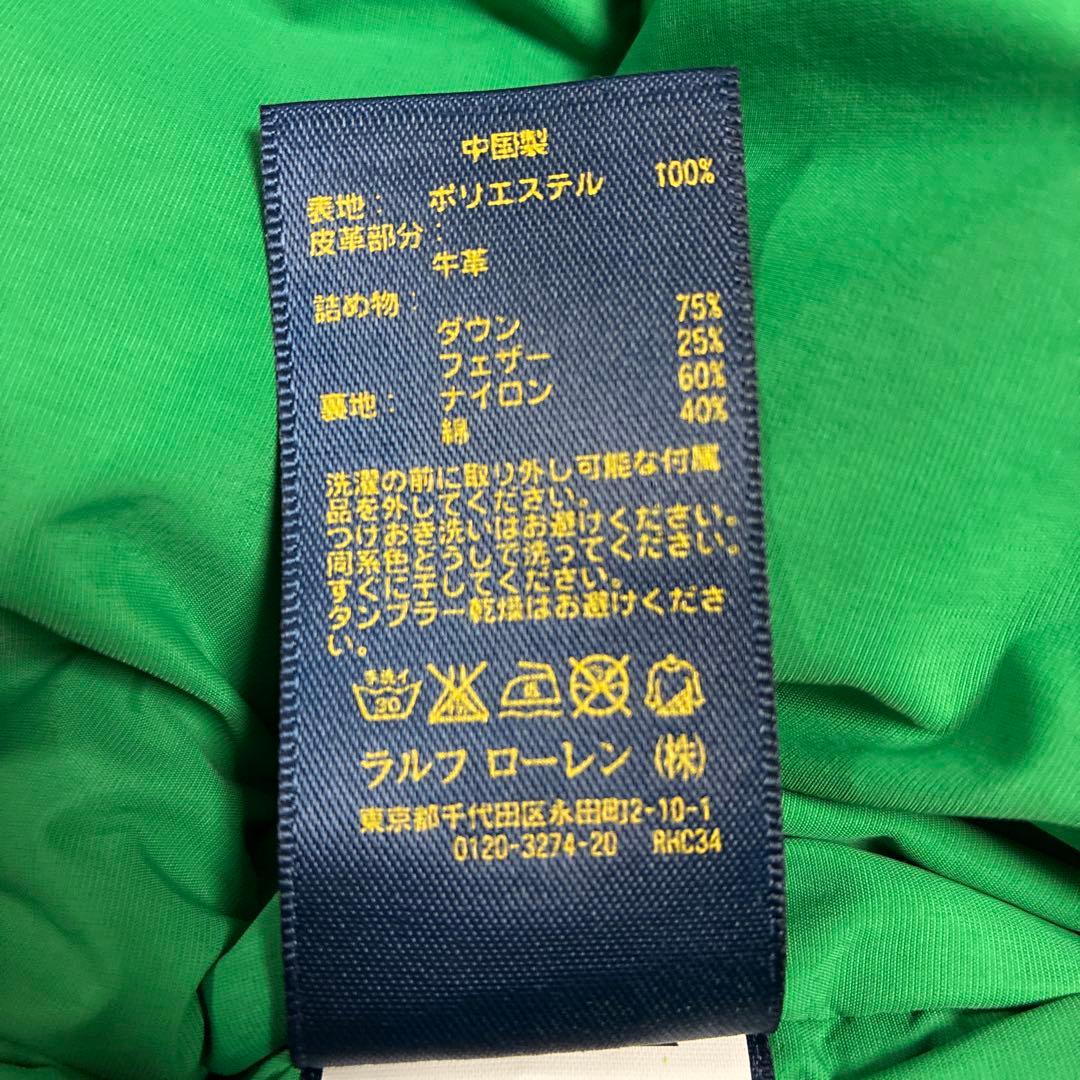 中国製
表地： ポリエステル 100%
皮革部分：
牛革
詰め物：
ダウン 75%
フェザー 25%
裏地： ナイロン 60%
綿 40%
洗濯の前に取り外し可能な付属
品を外してください。
つけおき洗いはお避けください。
同系色どうしで洗ってください。
すぐに干してください。
タンブラー乾燥はお避けくださ
い。
手洗イ
30
低
ラルフ ローレン (株)
東京都千代田区永田町2-10-1
0120-3274-20 RHC34